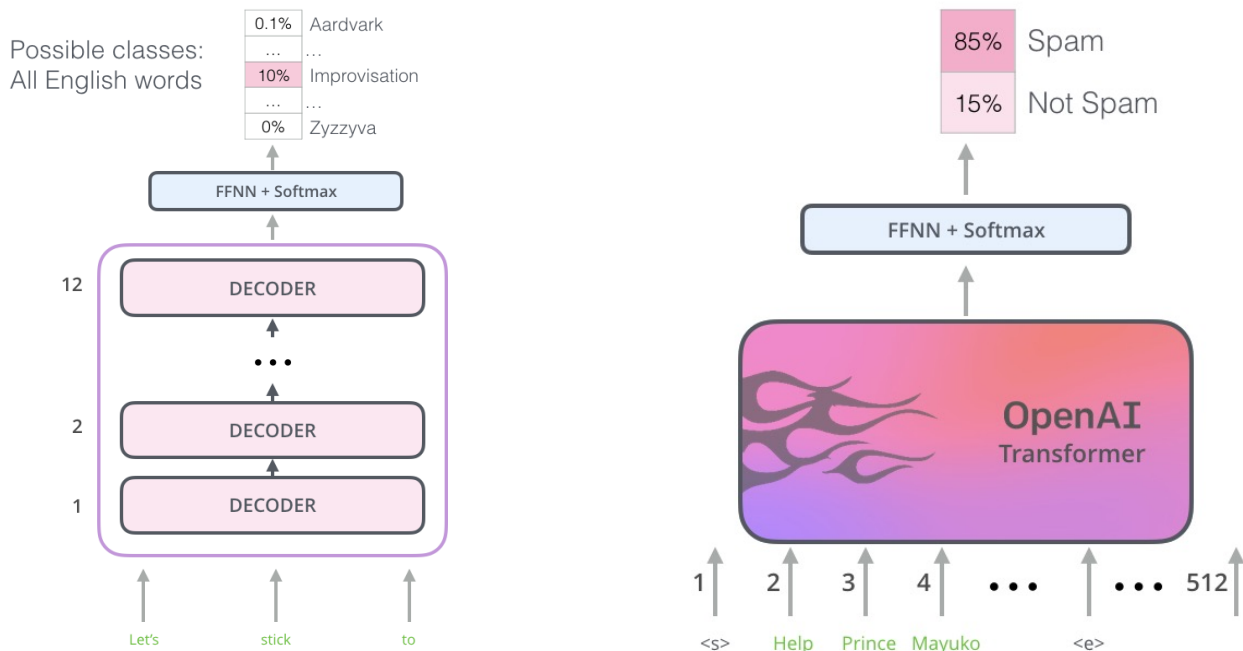 Possible classes:
All English words
0.1% Aardvark
... ...
10% Improvisation
... ...
0% Zyzzyva
FFNN + Softmax
12 DECODER
...
2 DECODER
1 DECODER
Let's stick to
85% Spam
15% Not Spam
FFNN + Softmax
OpenAI
Transformer
1 2 3 4 ... ... 512
<s> Help Prince Mayuko <e>